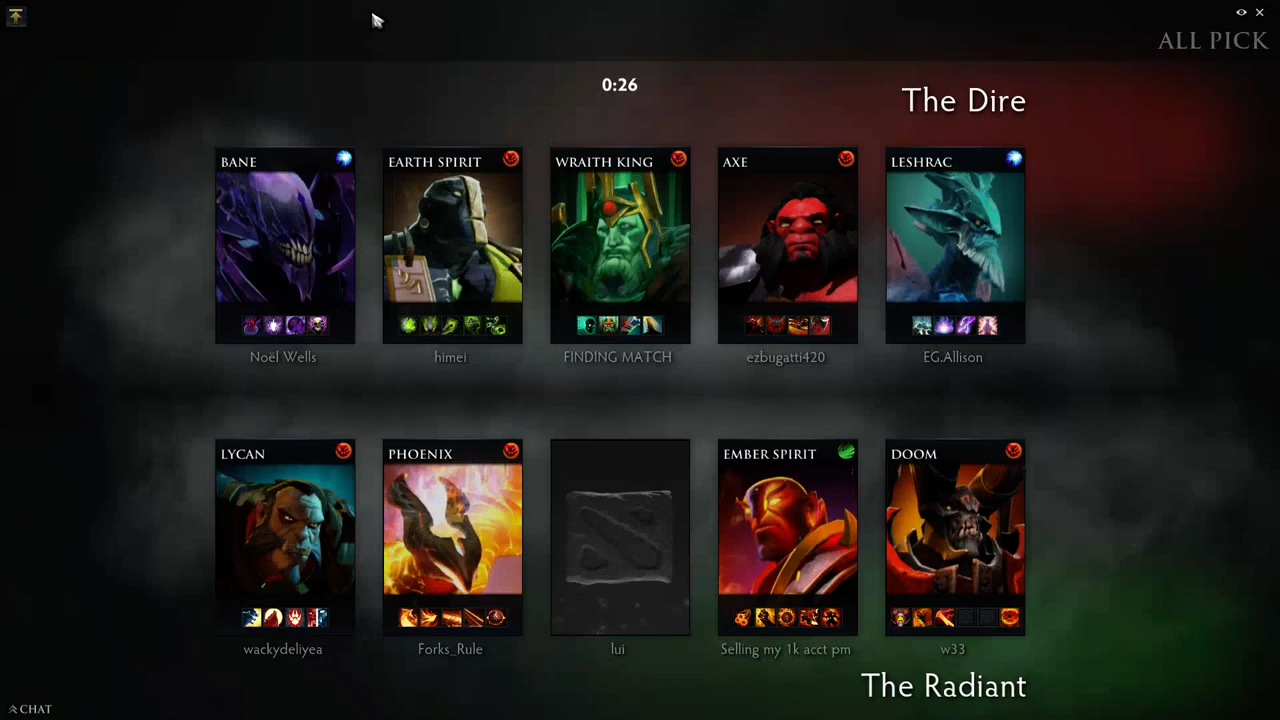 ALL PICK
0:26
The Dire
BANE
EARTH SPIRIT
WRAITH KING
AXE
LESHRAC
Noël Wells
himei
FINDING MATCH
ezbugatti420
EG.Allison
LYCAN
PHOENIX
EMBER SPIRIT
DOOM
wackydeliyea
Forks_Rule
lui
Selling my 1k acct pm
w33
The Radiant
CHAT